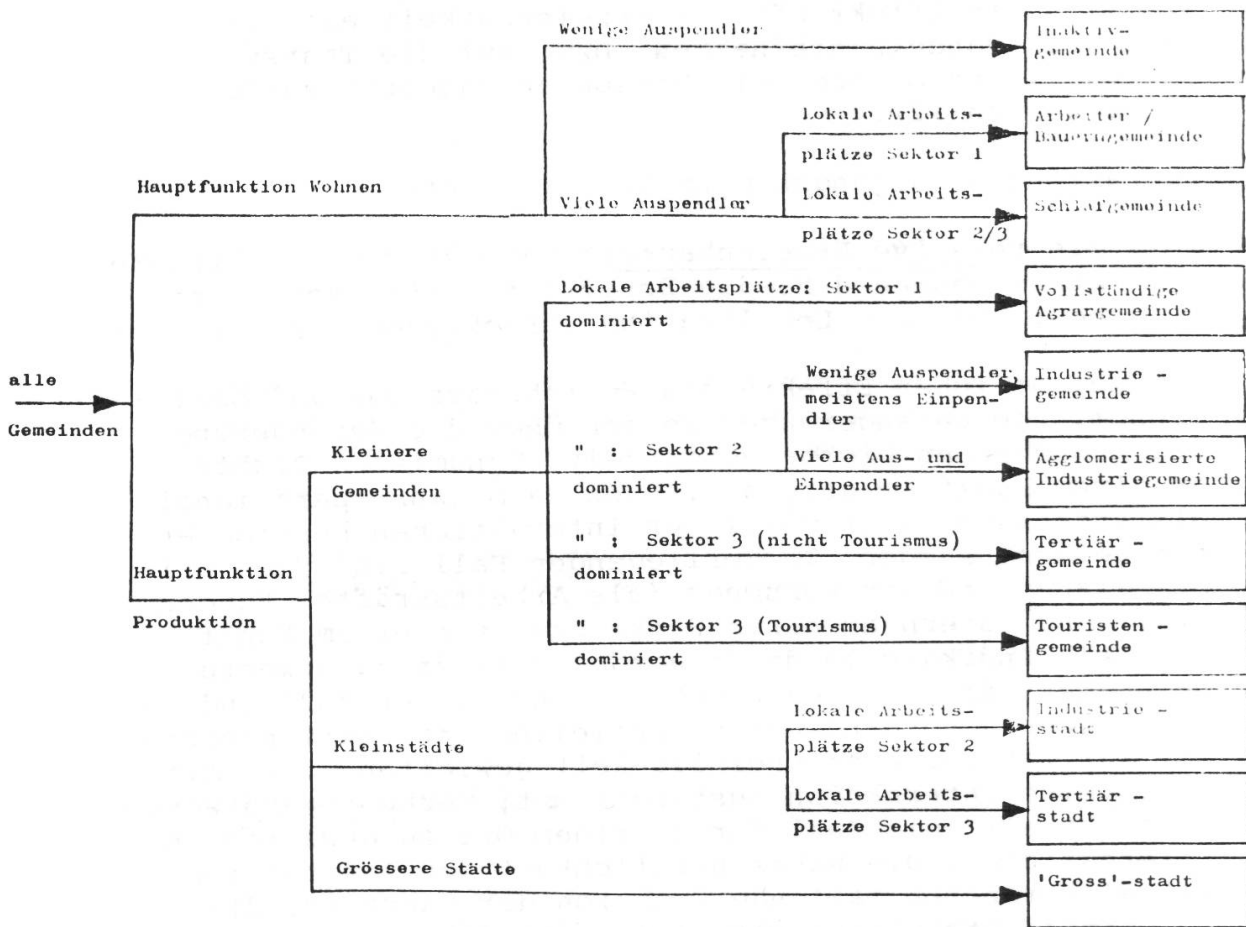 Wenige Auspendler
Inaktiv-
gemeinde
Lokale Arbeits-
plätze Sektor 1
Arbeiter /
Bauerngemeinde
Hauptfunktion Wohnen
Viele Auspendler
Lokale Arbeits-
plätze Sektor 2/3
Schlafgemeinde
Lokale Arbeitsplätze: Sektor 1
dominiert
Vollständige
Agrargemeinde
alle
Gemeinden
Wenige Auspendler,
meistens Einpen-
dler
Industrie -
gemeinde
Kleinere
Gemeinden
" : Sektor 2
dominiert
Viele Aus- und
Einpendler
Agglomerisierte
Industriegemeinde
" : Sektor 3 (nicht Tourismus)
dominiert
Tertiär -
gemeinde
Hauptfunktion
Produktion
" : Sektor 3 (Tourismus)
dominiert
Touristen -
gemeinde
Lokale Arbeits-
plätze Sektor 2
Industrie -
stadt
Kleinstädte
Lokale Arbeits-
plätze Sektor 3
Tertiär -
stadt
Grössere Städte
'Gross'-stadt